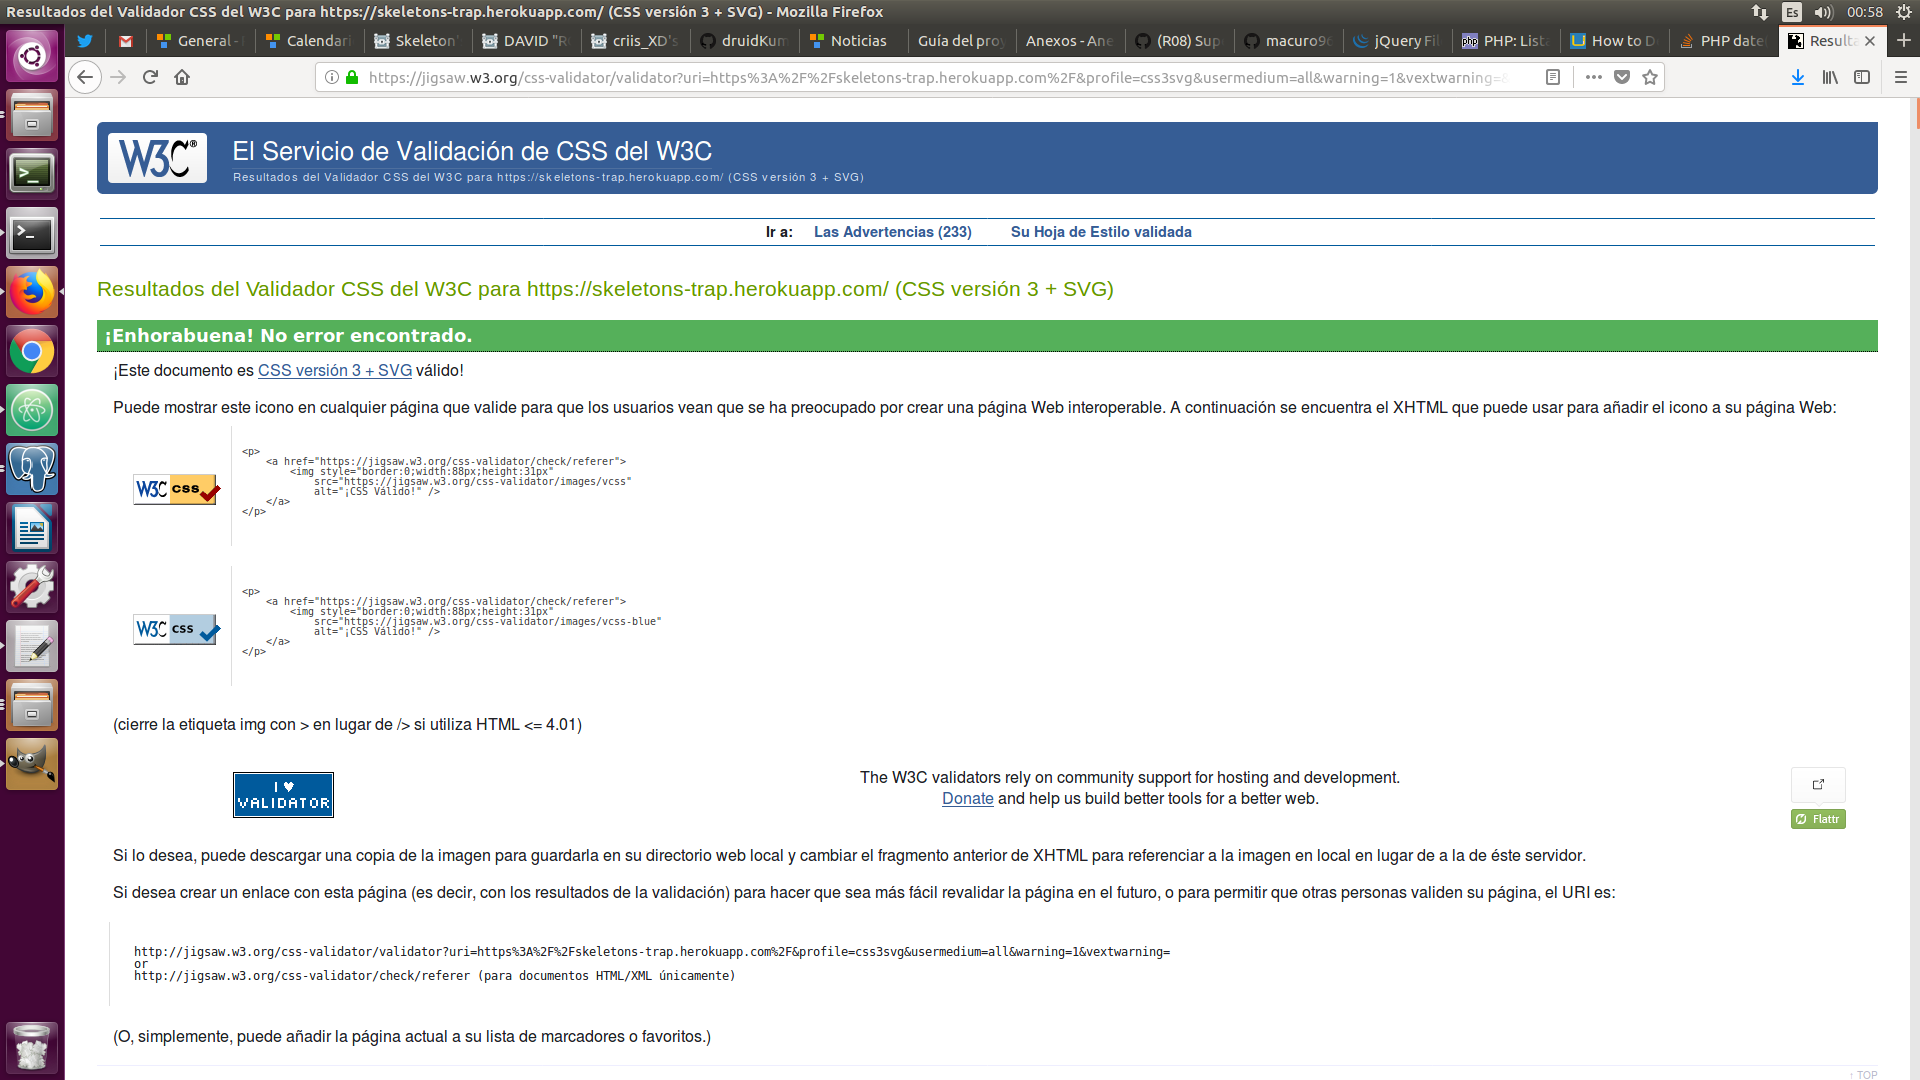 Resultados del Validador CSS del W3C para https://skeletons-trap.herokuapp.com/ (CSS versión 3 + SVG) - Mozilla Firefox
Es
00:58
General -
Calendari
Skeleton'
DAVID "R
criis_XD's
druidKum
Noticias
Guía del proy
Anexos - Ane
(R08) Sup
macuro9
jQuery Fil
PHP: List
How to D
PHP date
Result
https://jigsaw.w3.org/css-validator/validator?uri=https%3A%2F%2Fskeletons-trap.herokuapp.com%2F&profile=css3svg&usermedium=all&warning=1&vextwarning=&
W3C®
El Servicio de Validación de CSS del W3C
Resultados del Validador CSS del W3C para https://skeletons-trap.herokuapp.com/ (CSS versión 3 + SVG)
Ir a: Las Advertencias (233) Su Hoja de Estilo validada
Resultados del Validador CSS del W3C para https://skeletons-trap.herokuapp.com/ (CSS versión 3 + SVG)
¡Enhorabuena! No error encontrado.
¡Este documento es CSS versión 3 + SVG válido!
Puede mostrar este icono en cualquier página que valide para que los usuarios vean que se ha preocupado por crear una página Web interoperable. A continuación se encuentra el XHTML que puede usar para añadir el icono a su página Web:
W3C css
<p>
<a href="https://jigsaw.w3.org/css-validator/check/referer">
<img style="border:0;width:88px;height:31px"
src="https://jigsaw.w3.org/css-validator/images/vcss"
alt="¡CSS Válido!" />
</a>
</p>
W3C css
<p>
<a href="https://jigsaw.w3.org/css-validator/check/referer">
<img style="border:0;width:88px;height:31px"
src="https://jigsaw.w3.org/css-validator/images/vcss-blue"
alt="¡CSS Válido!" />
</a>
</p>
(cierre la etiqueta img con > en lugar de /> si utiliza HTML <= 4.01)
I ♥
VALIDATOR
The W3C validators rely on community support for hosting and development.
Donate and help us build better tools for a better web.
Flattr
Si lo desea, puede descargar una copia de la imagen para guardarla en su directorio web local y cambiar el fragmento anterior de XHTML para referenciar a la imagen en local en lugar de a la de éste servidor.
Si desea crear un enlace con esta página (es decir, con los resultados de la validación) para hacer que sea más fácil revalidar la página en el futuro, o para permitir que otras personas validen su página, el URI es:
http://jigsaw.w3.org/css-validator/validator?uri=https%3A%2F%2Fskeletons-trap.herokuapp.com%2F&profile=css3svg&usermedium=all&warning=1&vextwarning=
or
http://jigsaw.w3.org/css-validator/check/referer (para documentos HTML/XML únicamente)
(O, simplemente, puede añadir la página actual a su lista de marcadores o favoritos.)
↑ TOP